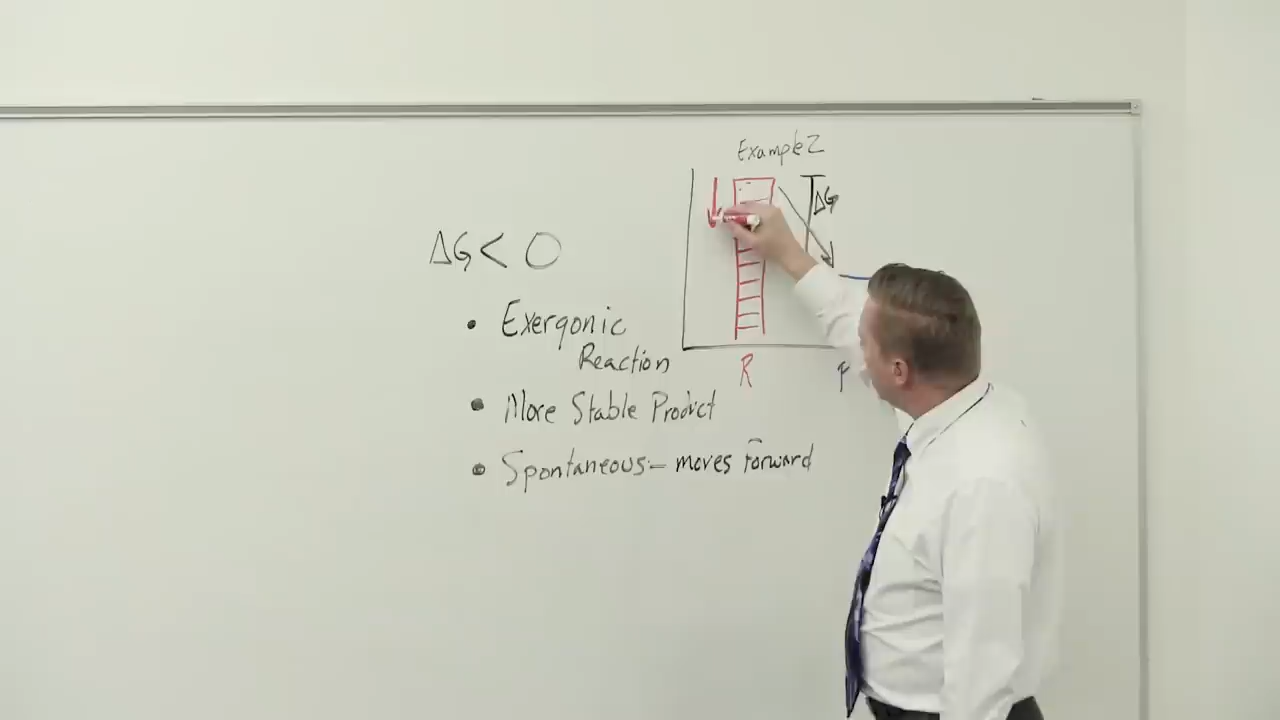 Example 2
ΔG
ΔG < 0
• Exergonic
Reaction
• More Stable Product
• Spontaneous - moves forward
R
P